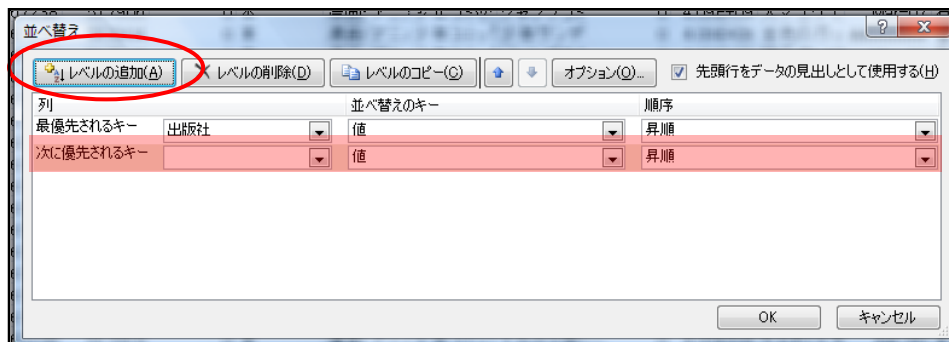 並べ替え
レベルの追加(A) レベルの削除(D) レベルのコピー(C) オプション(O)... 先頭行をデータの見出しとして使用する(H)
列 並べ替えのキー 順序
最優先されるキー 出版社 値 昇順
次に優先されるキー 値 昇順
OK キャンセル